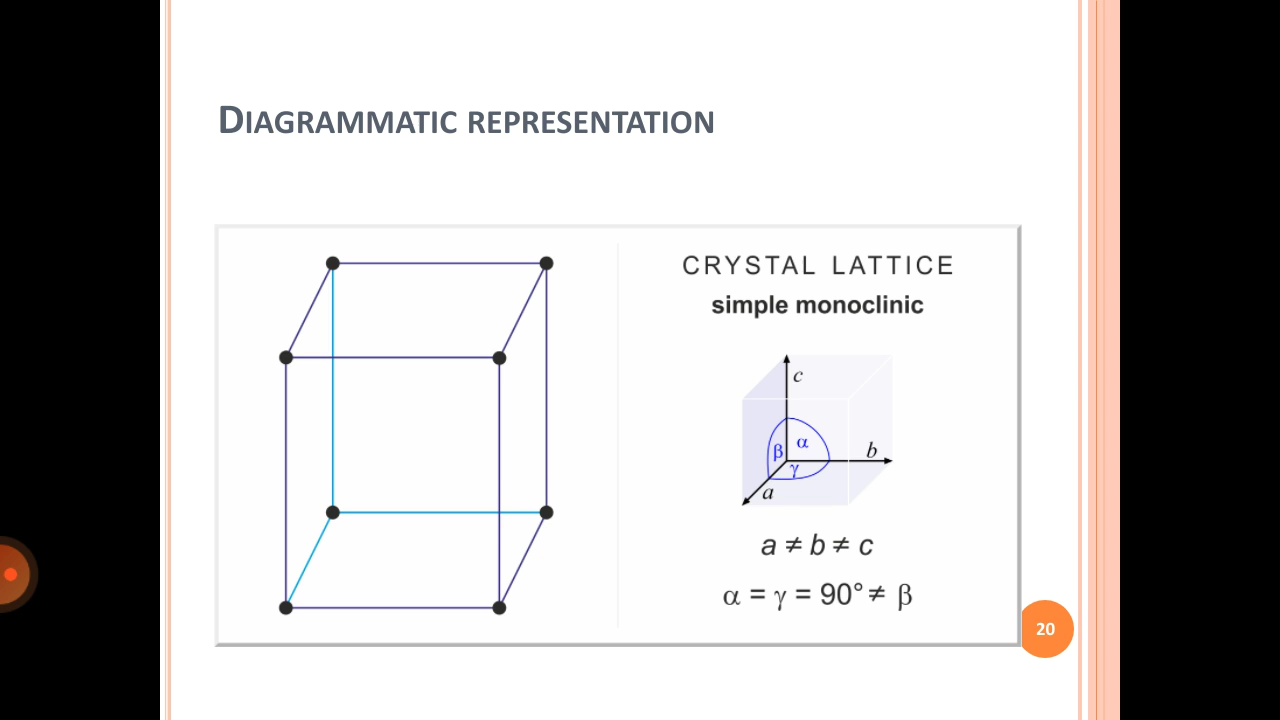 DIAGRAMMATIC REPRESENTATION
CRYSTAL LATTICE
simple monoclinic
c
β α
b
γ
a
a ≠ b ≠ c
α = γ = 90° ≠ β
20